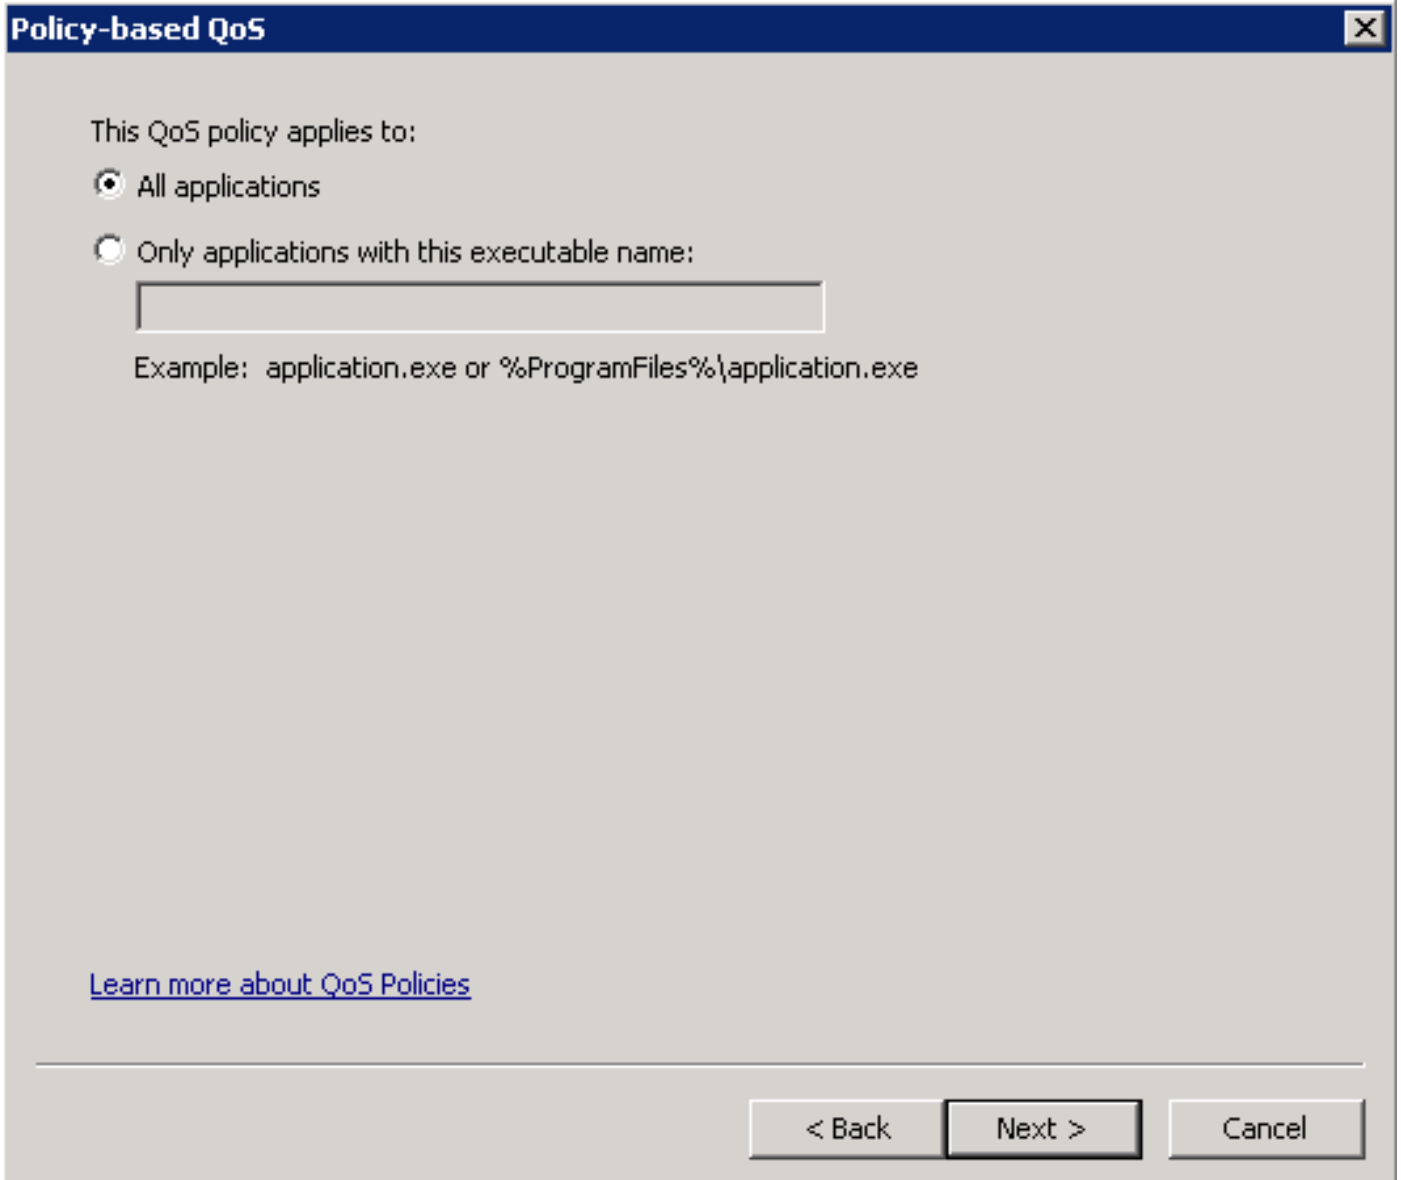 Policy-based QoS
This QoS policy applies to:
All applications
Only applications with this executable name:
Example: application.exe or %ProgramFiles%\application.exe
Learn more about QoS Policies
< Back Next > Cancel